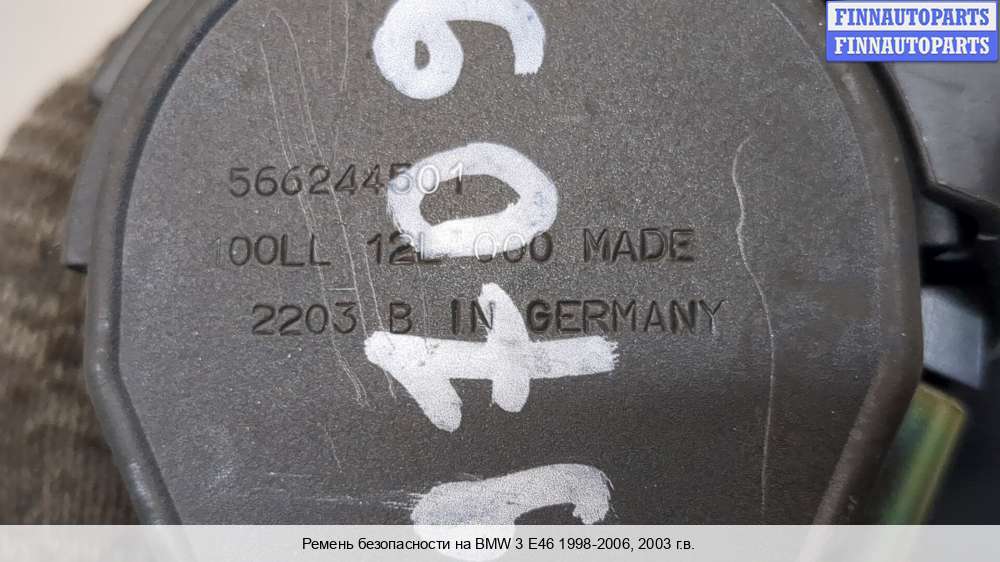 FINNAUTOPARTS
FINNAUTOPARTS
566244501
100LL 12L 000 MADE
2203 B IN GERMANY
Ремень безопасности на BMW 3 E46 1998-2006, 2003 г.в.